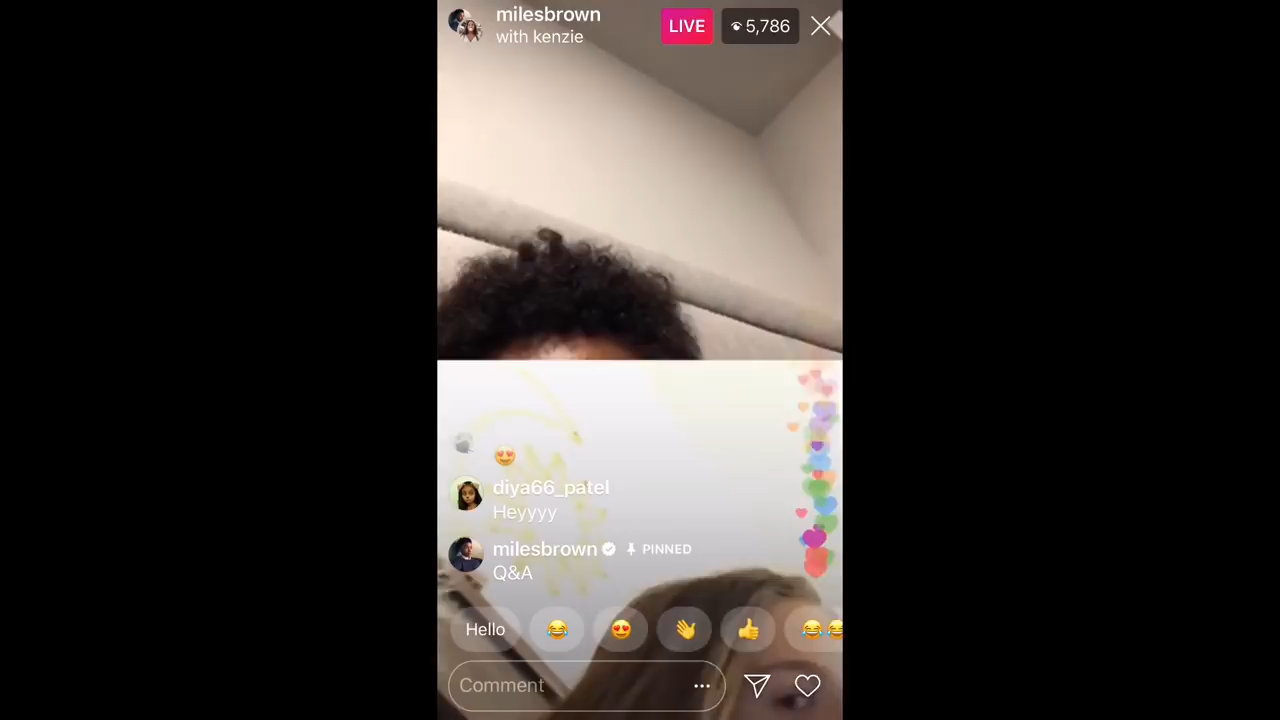 milesbrown
with kenzie
LIVE
5,786
diya66_patel
Heyyyy
milesbrown PINNED
Q&A
Hello
Comment